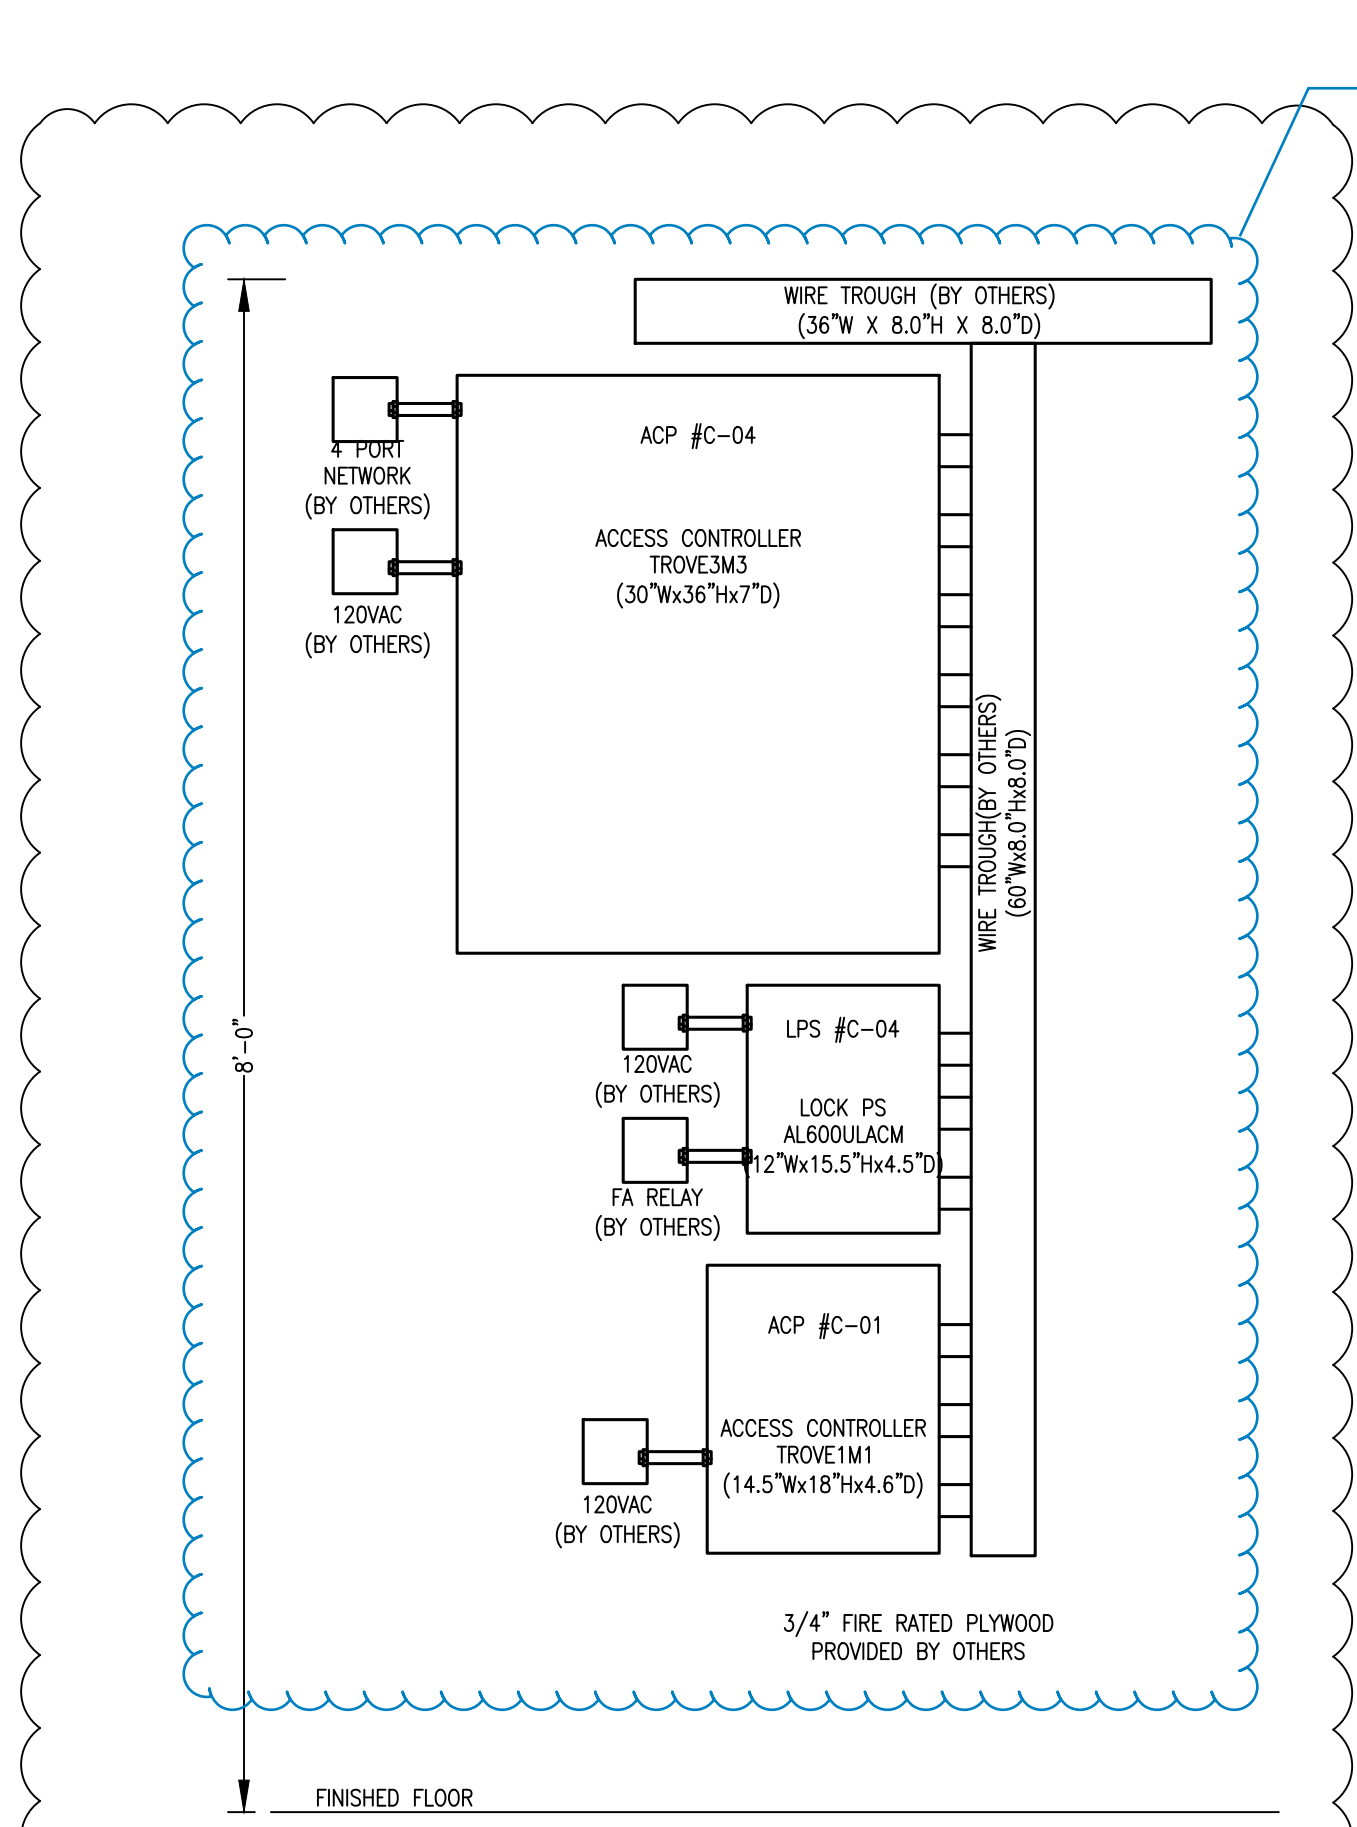 WIRE TROUGH (BY OTHERS)
(36"W X 8.0"H X 8.0"D)
4 PORT
NETWORK
(BY OTHERS)
120VAC
(BY OTHERS)
ACP #C-04
ACCESS CONTROLLER
TROVE3M3
(30"Wx36"Hx7"D)
WIRE TROUGH(BY OTHERS)
(60"Wx8.0"Hx8.0"D)
8'-0"
120VAC
(BY OTHERS)
FA RELAY
(BY OTHERS)
LPS #C-04
LOCK PS
AL600ULACM
(12"Wx15.5"Hx4.5"D)
ACP #C-01
ACCESS CONTROLLER
TROVE1M1
(14.5"Wx18"Hx4.6"D)
120VAC
(BY OTHERS)
3/4" FIRE RATED PLYWOOD
PROVIDED BY OTHERS
FINISHED FLOOR